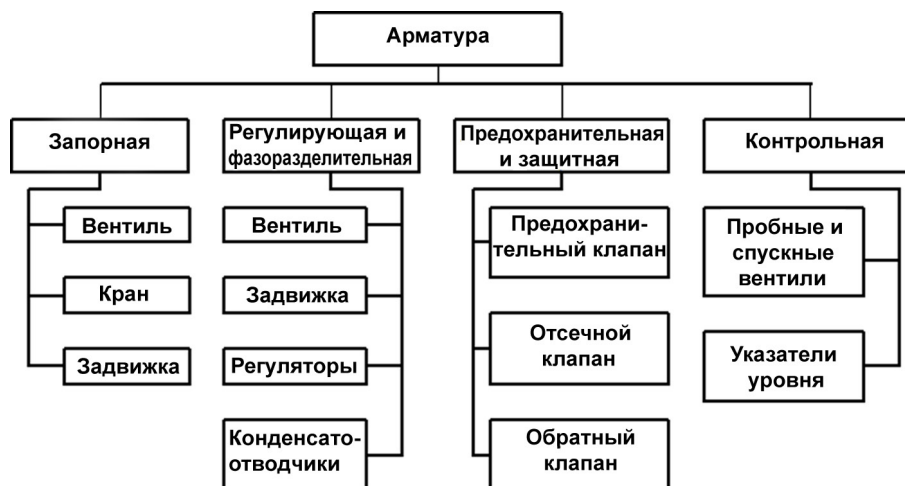 Арматура
Запорная
Регулирующая и
фазоразделительная
Предохранительная
и защитная
Контрольная
Вентиль
Кран
Задвижка
Вентиль
Задвижка
Регуляторы
Конденсато-
отводчики
Предохрани-
тельный клапан
Отсечной
клапан
Обратный
клапан
Пробные и
спускные
вентили
Указатели
уровня